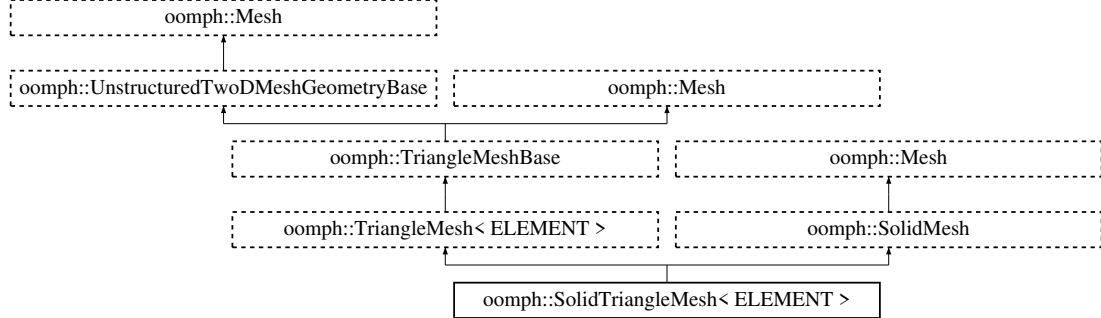 oomph::Mesh
oomph::UnstructuredTwoDMeshGeometryBase
oomph::Mesh
oomph::TriangleMeshBase
oomph::Mesh
oomph::TriangleMesh< ELEMENT >
oomph::SolidMesh
oomph::SolidTriangleMesh< ELEMENT >